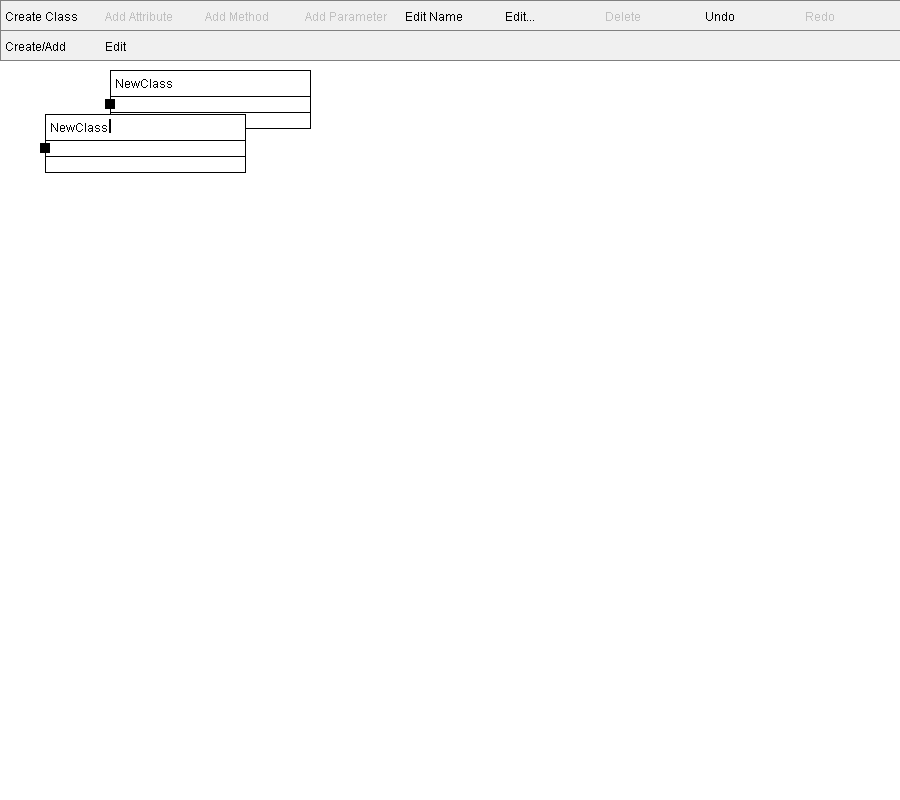 Create Class Add Attribute Add Method Add Parameter Edit Name Edit... Delete Undo Redo
Create/Add Edit
NewClass
NewClass